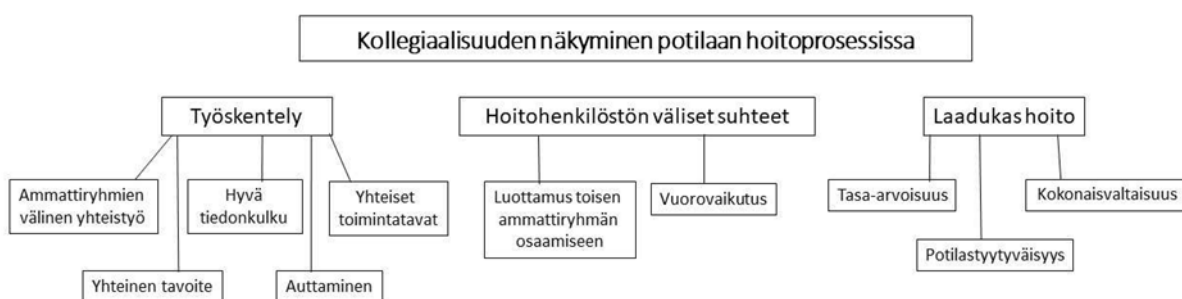 Kollegiaalisuuden näkyminen potilaan hoitoprosessissa
Työskentely
Hoitohenkilöstön väliset suhteet
Laadukas hoito
Ammattiryhmien
välinen yhteistyö
Hyvä
tiedonkulku
Yhteiset
toimintatavat
Yhteinen tavoite
Auttaminen
Luottamus toisen
ammattiryhmän
osaamiseen
Vuorovaikutus
Tasa-arvoisuus
Kokonaisvaltaisuus
Potilastyytyväisyys